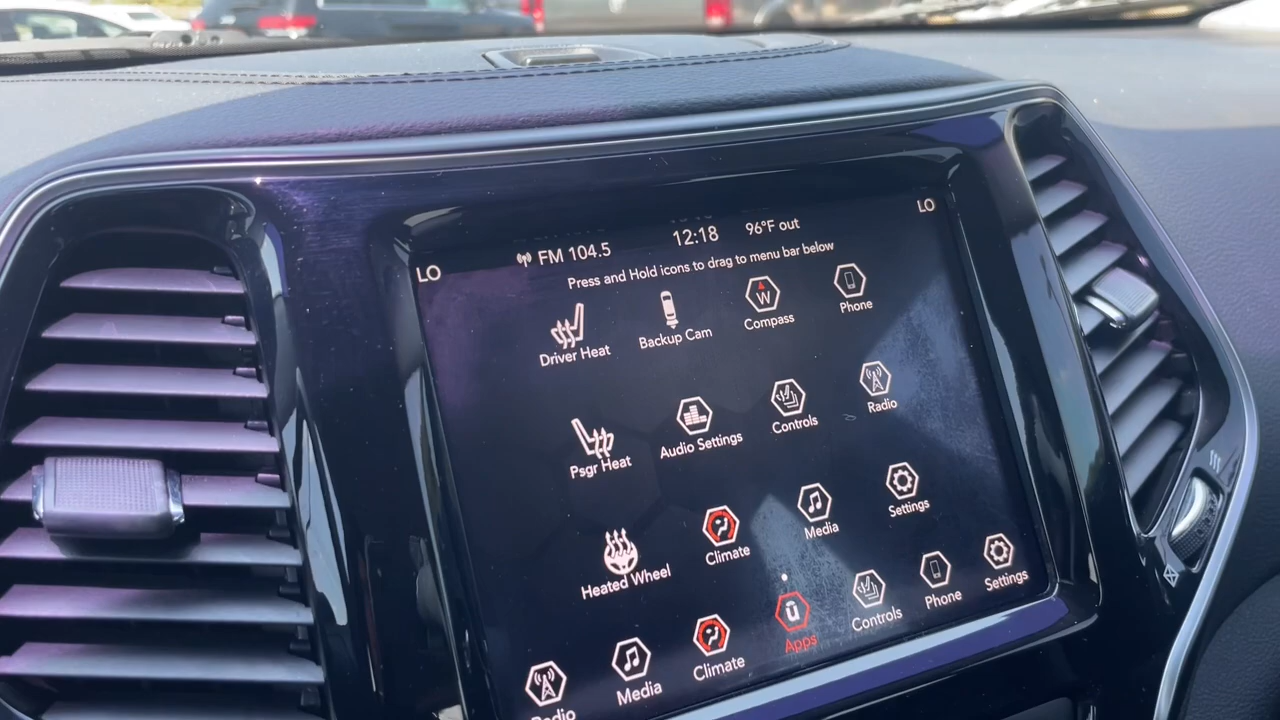 LO
FM 104.5
12:18
96°F out
LO
Press and Hold icons to drag to menu bar below
Driver Heat
Backup Cam
W
Compass
Phone
Psgr Heat
Audio Settings
Controls
Radio
Heated Wheel
Climate
Media
Settings
Radio
Media
Climate
U
Apps
Controls
Phone
Settings